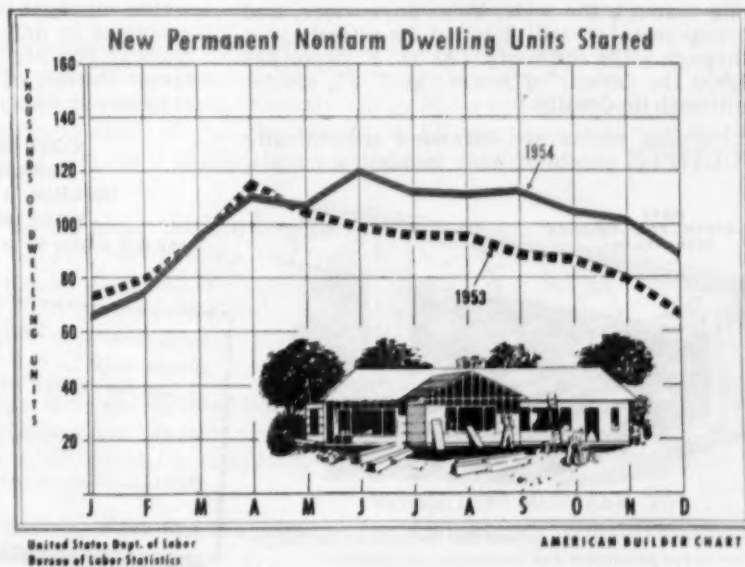 New Permanent Nonfarm Dwelling Units Started
THOUSAND OF DWELLING UNITS
160
140
120
100
80
60
40
20
1954
1953
J F M A M J J A S O N D
United States Dept. of Labor
Bureau of Labor Statistics
AMERICAN BUILDER CHART